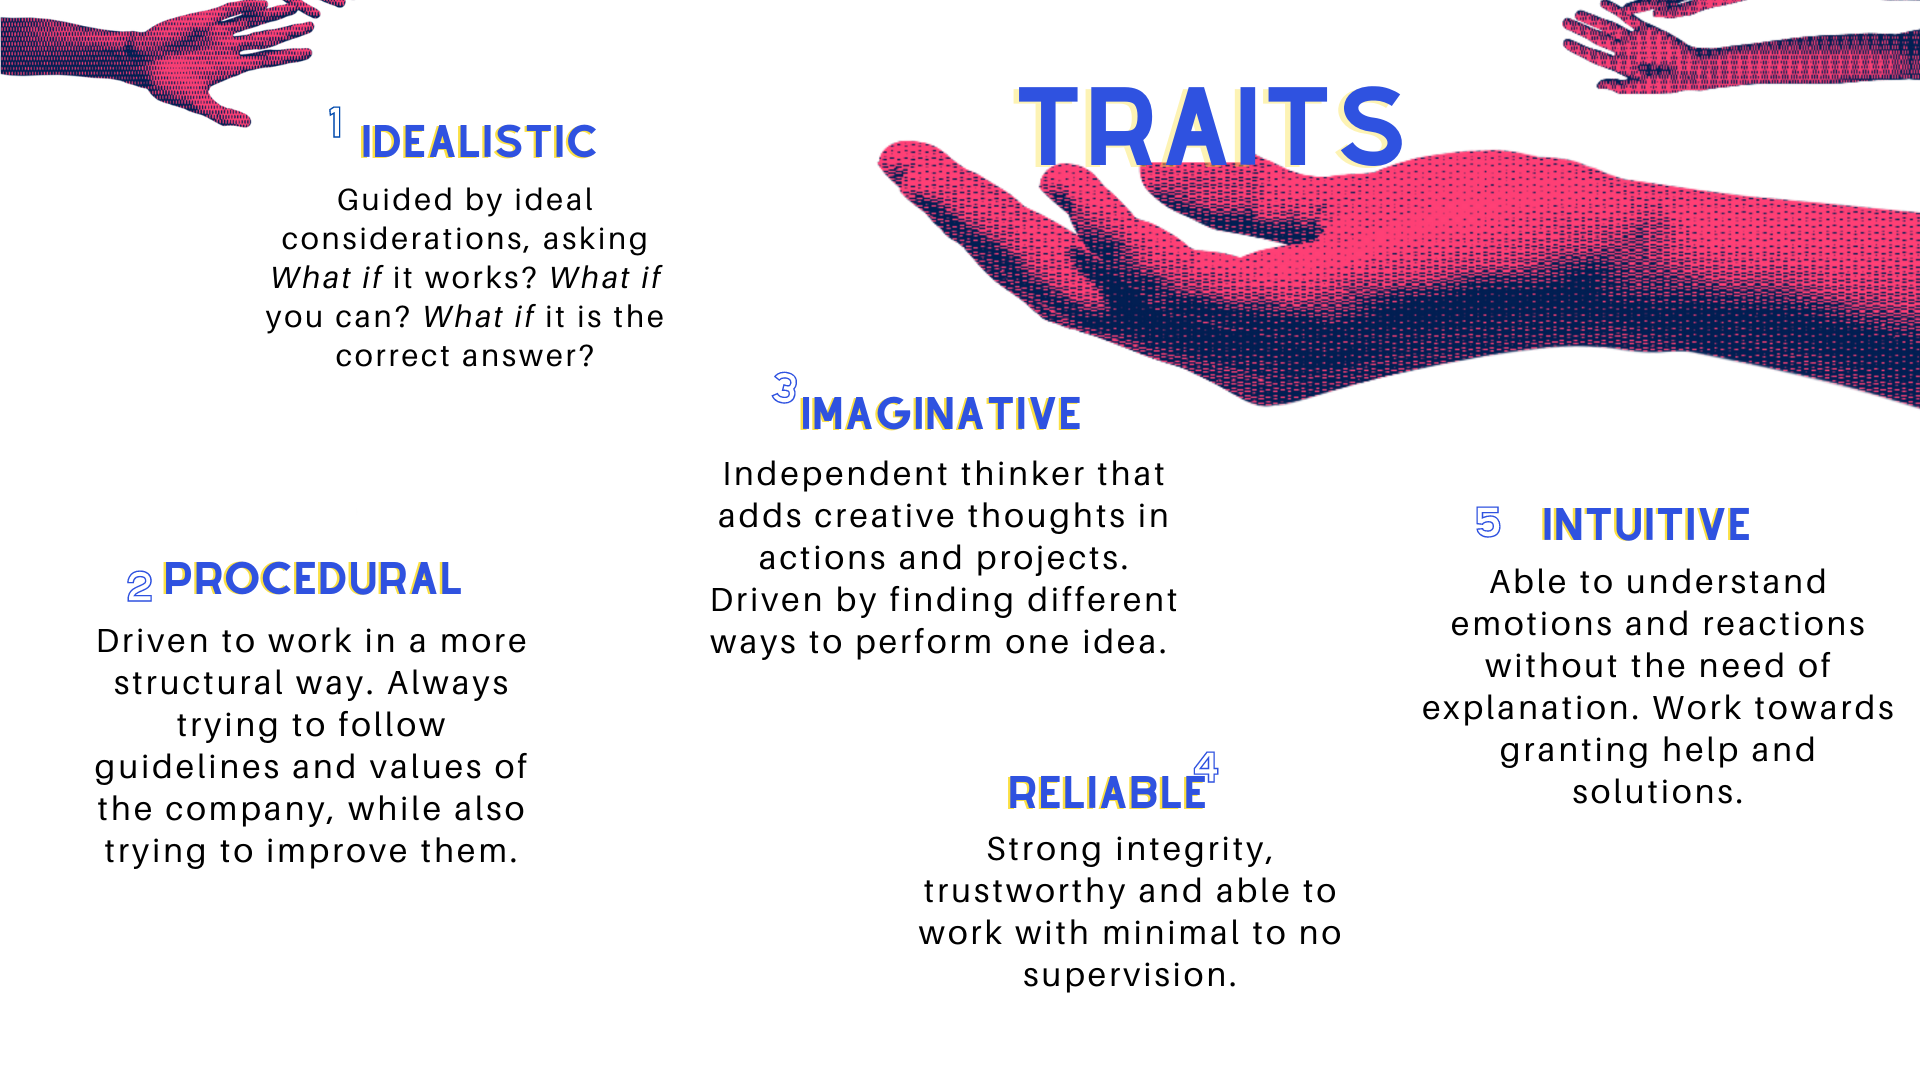 TRAITS
1
IDEALISTIC
Guided by ideal
considerations, asking
What if it works? What if
you can? What if it is the
correct answer?
2
PROCEDURAL
Driven to work in a more
structural way. Always
trying to follow
guidelines and values of
the company, while also
trying to improve them.
3
IMAGINATIVE
Independent thinker that
adds creative thoughts in
actions and projects.
Driven by finding different
ways to perform one idea.
4
RELIABLE
Strong integrity,
trustworthy and able to
work with minimal to no
supervision.
5
INTUITIVE
Able to understand
emotions and reactions
without the need of
explanation. Work towards
granting help and
solutions.